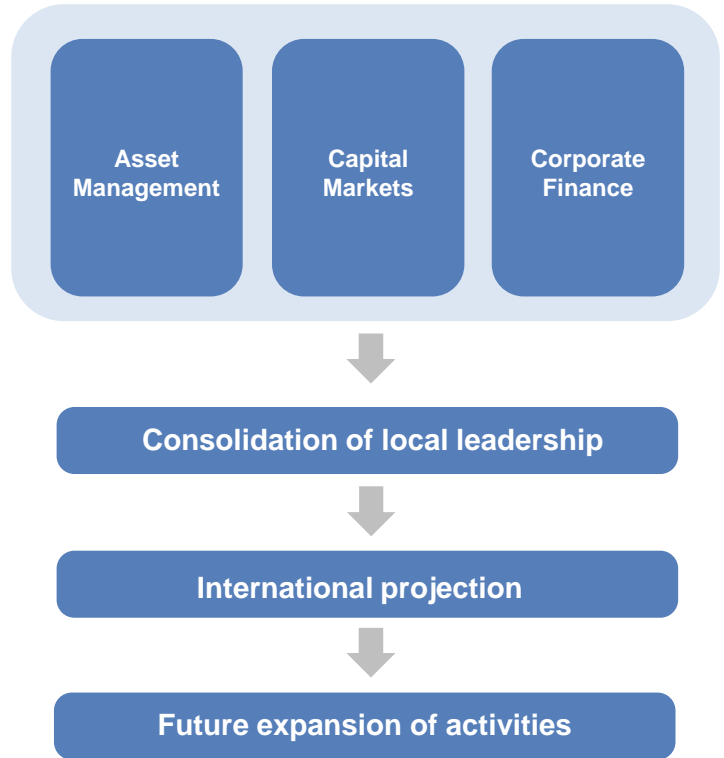 Asset
Management
Capital
Markets
Corporate
Finance
Consolidation of local leadership
International projection
Future expansion of activities